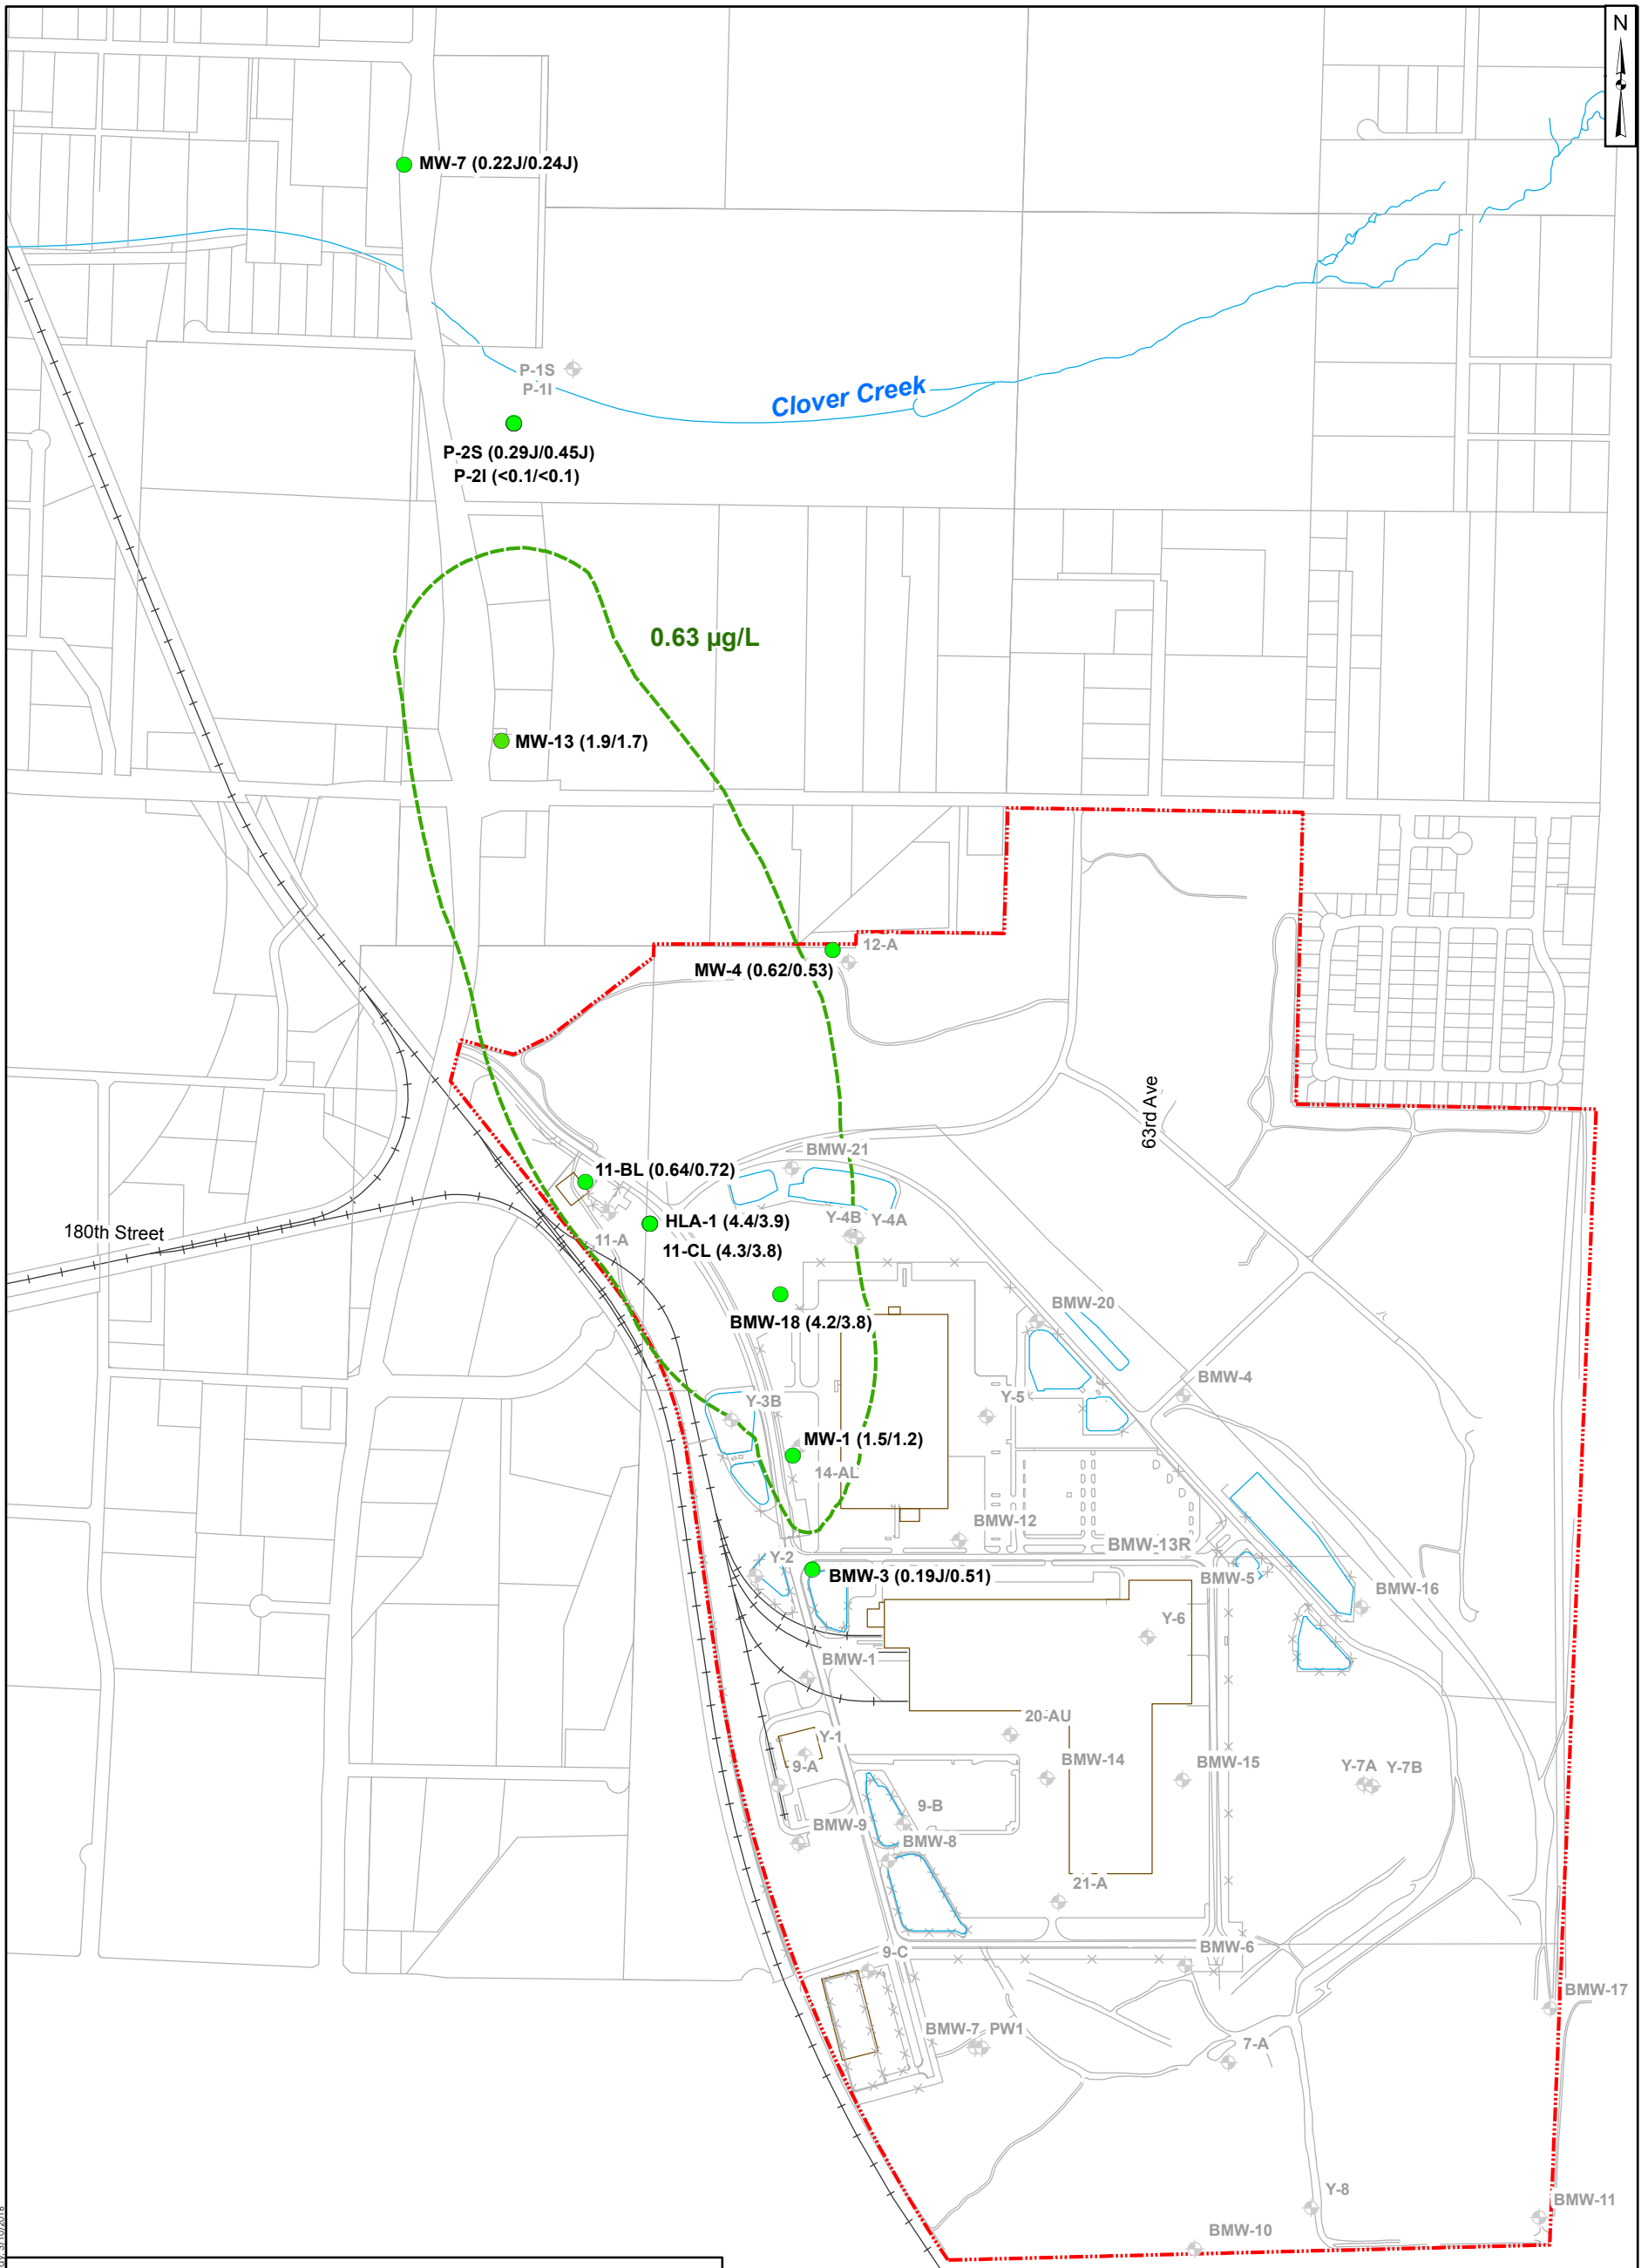 N
MW-7 (0.22J/0.24J)
P-1S
P-1I
Clover Creek
P-2S (0.29J/0.45J)
P-2I (<0.1/<0.1)
0.63 µg/L
MW-13 (1.9/1.7)
12-A
MW-4 (0.62/0.53)
63rd Ave
BMW-21
11-BL (0.64/0.72)
180th Street
HLA-1 (4.4/3.9)
Y-4B
Y-4A
11-A
11-CL (4.3/3.8)
BMW-20
BMW-18 (4.2/3.8)
BMW-4
Y-3B
Y-5
MW-1 (1.5/1.2)
14-AL
BMW-12
BMW-13R
Y-2
BMW-3 (0.19J/0.51)
BMW-5
BMW-16
Y-6
BMW-1
20-AU
Y-1
9-A
BMW-14
BMW-15
Y-7A
Y-7B
9-B
BMW-9
BMW-8
21-A
9-C
BMW-6
BMW-17
BMW-7
PW1
7-A
Y-8
BMW-11
BMW-10